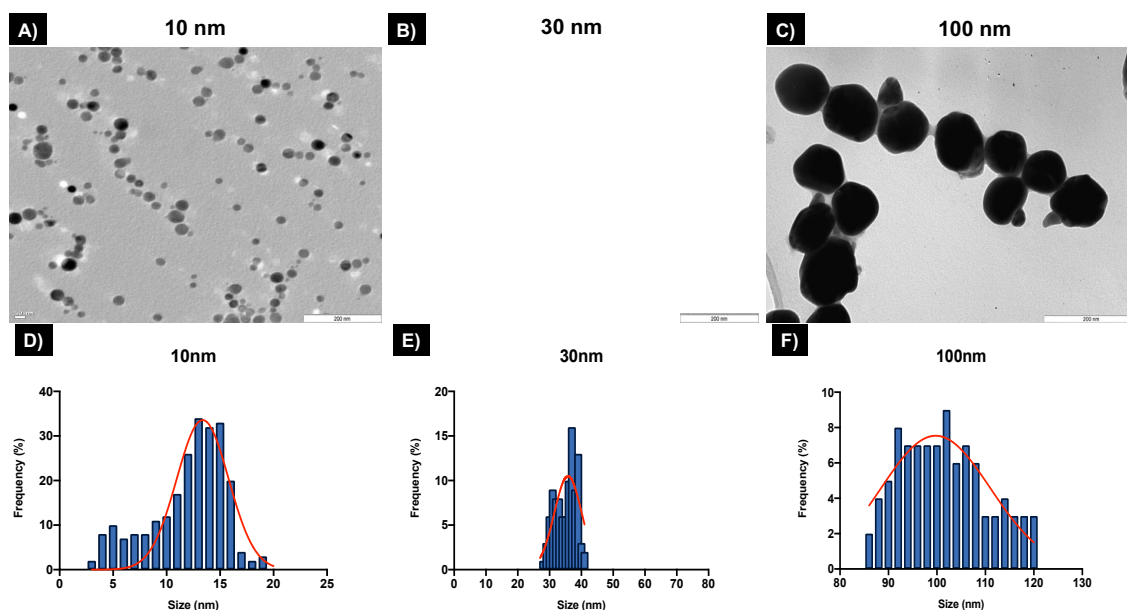 A) 10 nm B) 30 nm C) 100 nm
200 nm 200 nm 200 nm
D) 10nm E) 30nm F) 100nm
40 20 10
30 15 8
20 10 6
10 5 4
0 0 2
0
Frequency (%) Frequency (%) Frequency (%)
0 5 10 15 20 25 0 10 20 30 40 50 60 70 80 80 90 100 110 120 130
Size (nm) Size (nm) Size (nm)